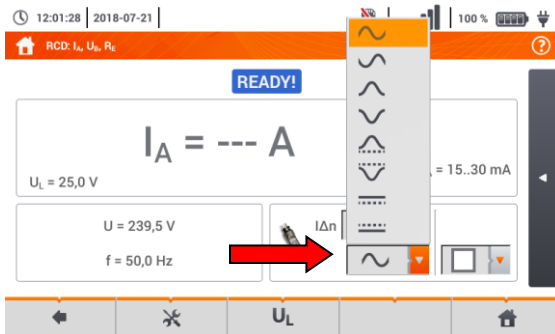 12:01:28 2018-07-21 100 %
RCD: IA, UB, RE
READY!
IA = --- A
UL = 25,0 V
= 15..30 mA
U = 239,5 V
f = 50,0 Hz
IΔn
UL